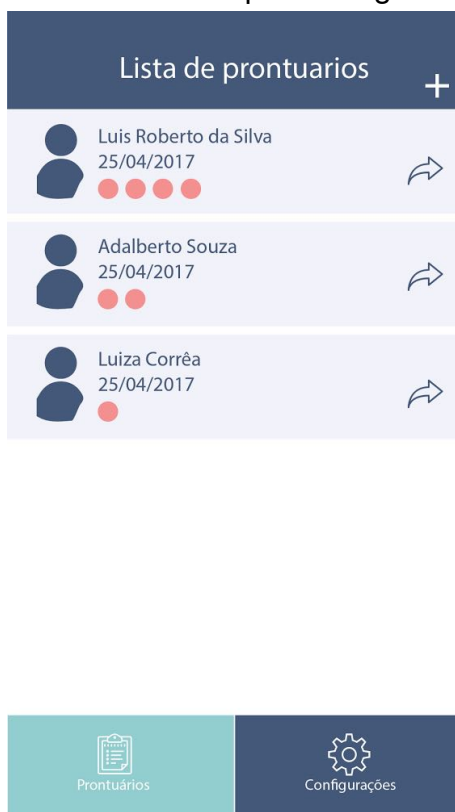 Lista de prontuarios
+
Luis Roberto da Silva
25/04/2017
Adalberto Souza
25/04/2017
Luiza Corrêa
25/04/2017
Prontuários
Configurações